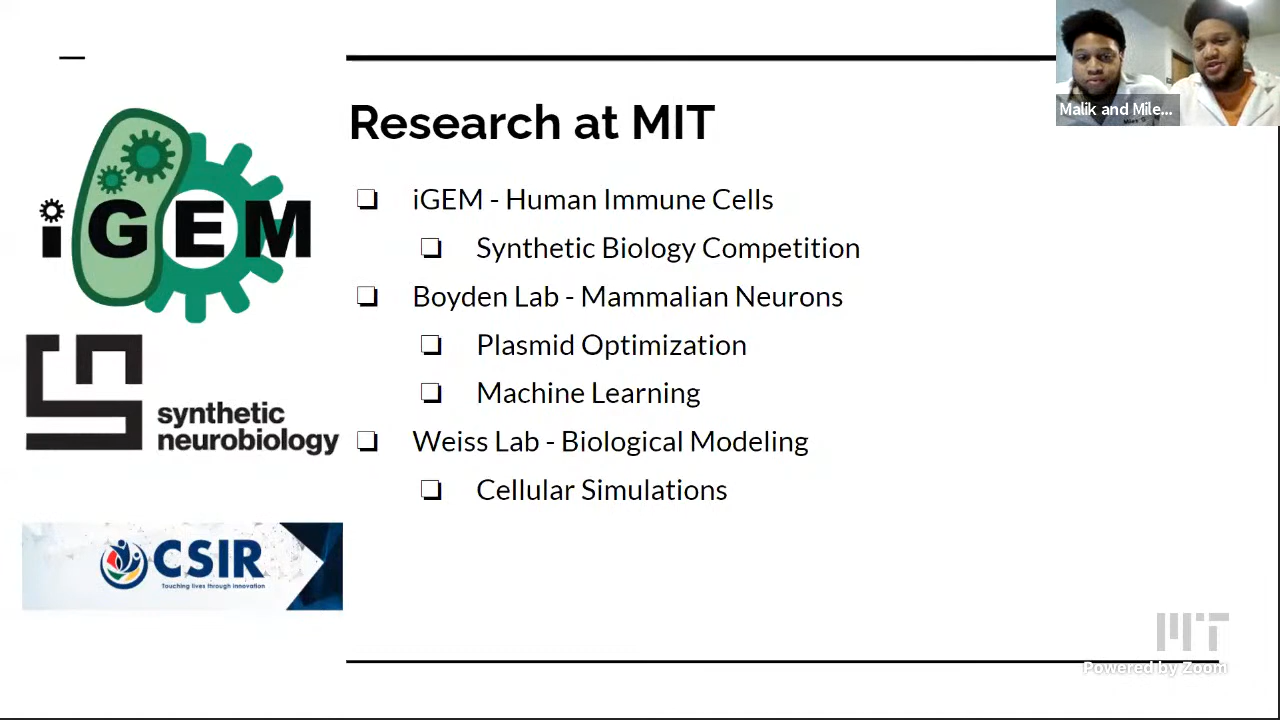 Research at MIT
iGEM - Human Immune Cells
Synthetic Biology Competition
Boyden Lab - Mammalian Neurons
Plasmid Optimization
Machine Learning
Weiss Lab - Biological Modeling
Cellular Simulations
iGEM
synthetic
neurobiology
CSIR
Touching lives through innovation
Malik and Mile...
MIT
Powered by Zoom